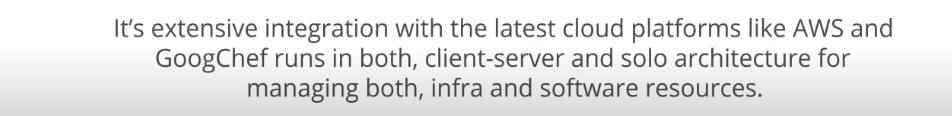 It’s extensive integration with the latest cloud platforms like AWS and
GoogChef runs in both, client-server and solo architecture for
managing both, infra and software resources.